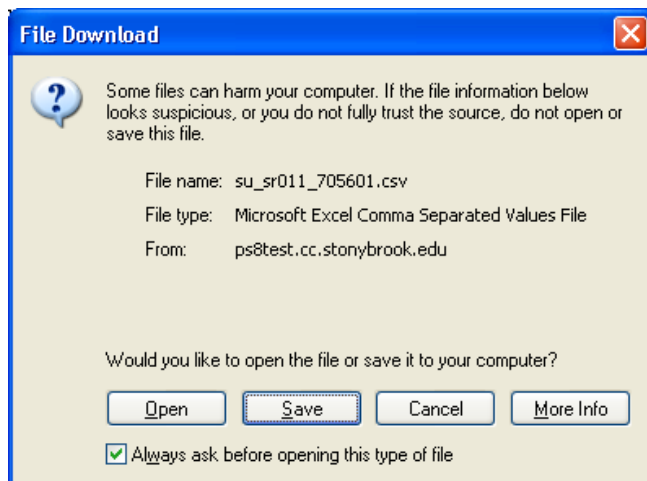 File Download
Some files can harm your computer. If the file information below
looks suspicious, or you do not fully trust the source, do not open or
save this file.
File name: su_sr011_705601.csv
File type: Microsoft Excel Comma Separated Values File
From: ps8test.cc.stonybrook.edu
Would you like to open the file or save it to your computer?
Open Save Cancel More Info
Always ask before opening this type of file